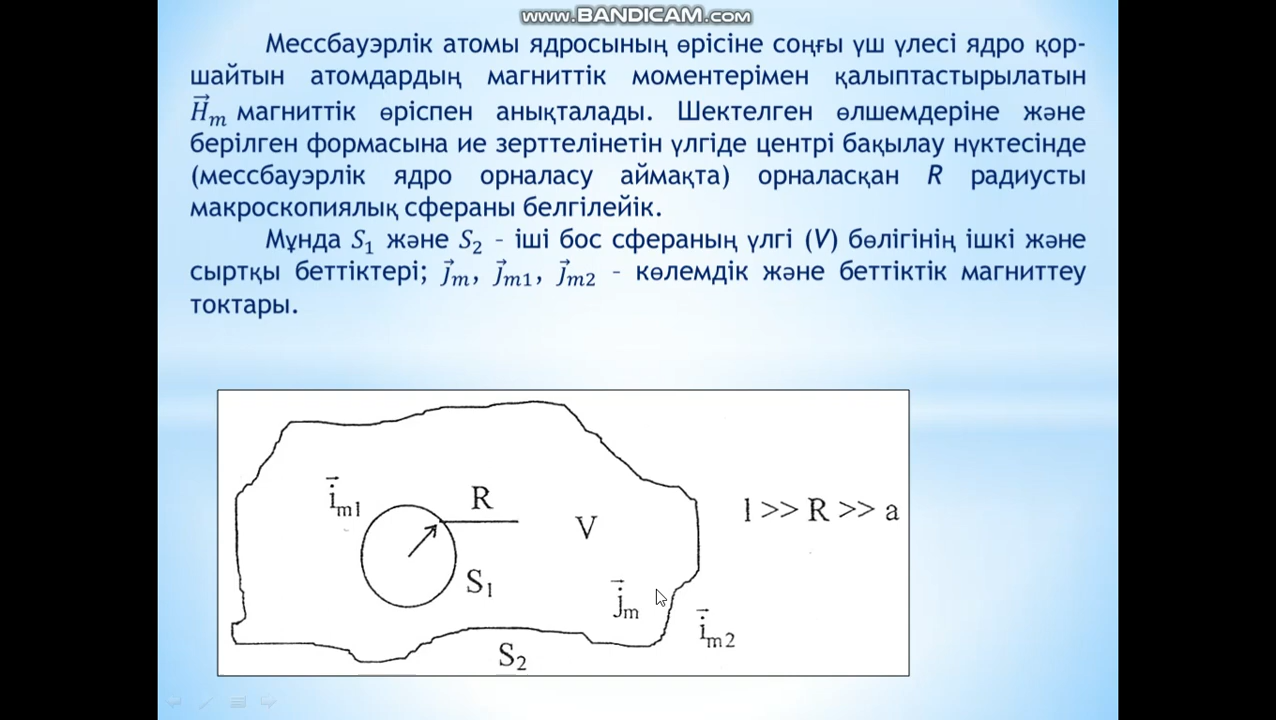 www.BANDICAM.com
Мессбауэрлік атомы ядросының өрісіне соңғы үш үлесі ядро қор-
шайтын атомдардың магниттік моментерімен қалыптастырылатын
H⃗ₘ магниттік өріспен анықталады. Шектелген өлшемдеріне және
берілген формасына ие зерттелінетін үлгіде центрі бақылау нүктесінде
(мессбауэрлік ядро орналасу аймақта) орналасқан R радиусты
макроскопиялық сфераны белгілейік.
Мұнда S₁ және S₂ – іші бос сфераның үлгі (V) бөлігінің ішкі және
сыртқы беттіктері; j⃗ₘ, j⃗ₘ₁, j⃗ₘ₂ – көлемдік және беттіктік магниттеу
токтары.
i⃗ₘ₁
R
V
l >> R >> a
S₁
j⃗ₘ
i⃗ₘ₂
S₂